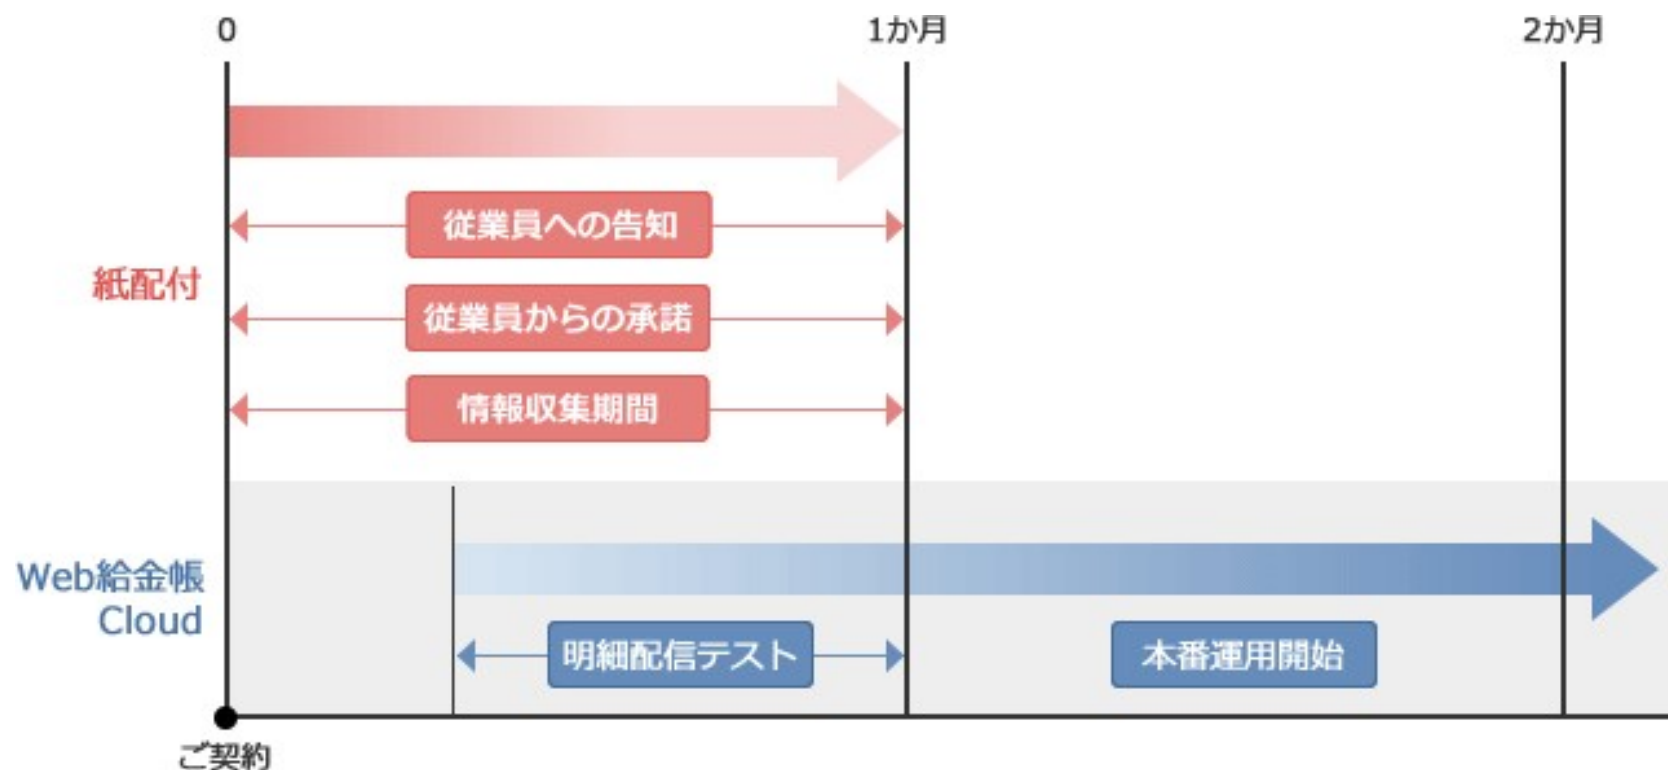 0
1か月
2か月
従業員への告知
紙配付
従業員からの承諾
情報収集期間
Web給金帳
Cloud
明細配信テスト
本番運用開始
ご契約